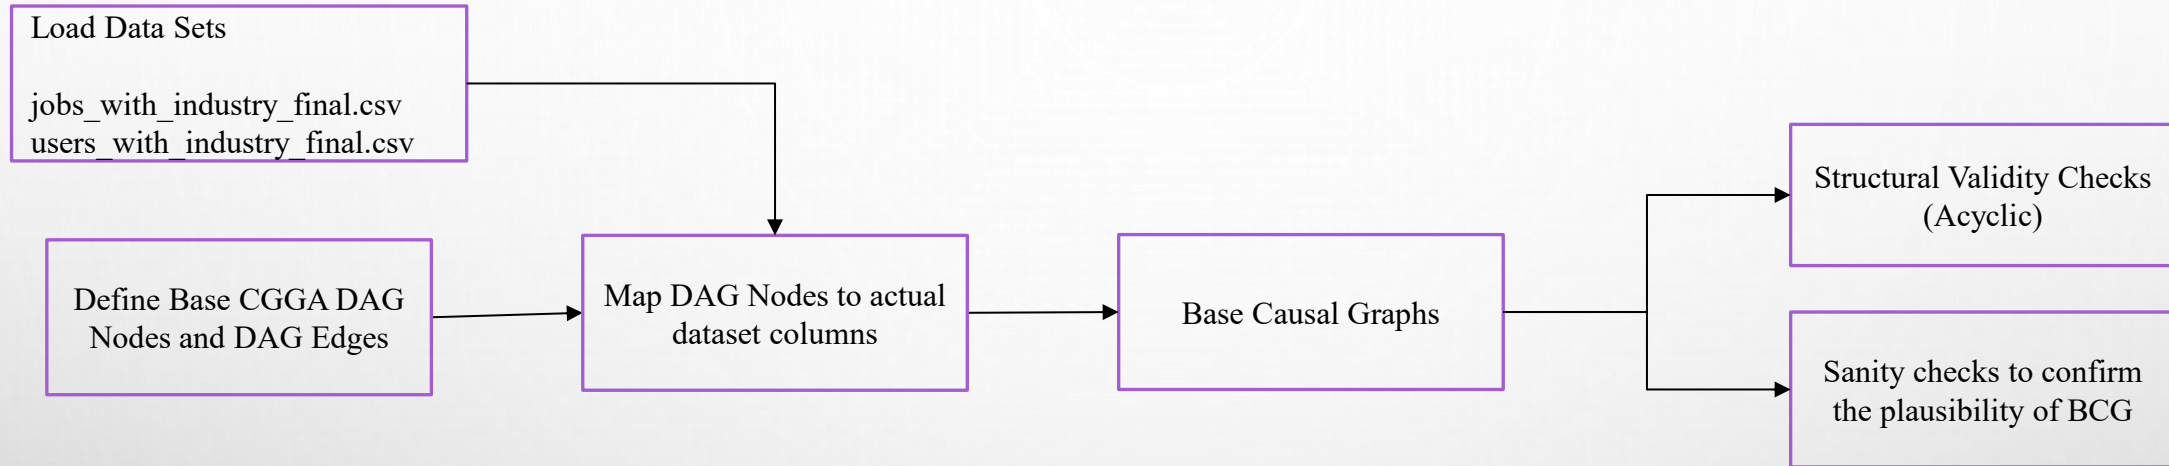 Load Data Sets
jobs_with_industry_final.csv
users_with_industry_final.csv
Define Base CGGA DAG
Nodes and DAG Edges
Map DAG Nodes to actual
dataset columns
Base Causal Graphs
Structural Validity Checks
(Acyclic)
Sanity checks to confirm
the plausibility of BCG